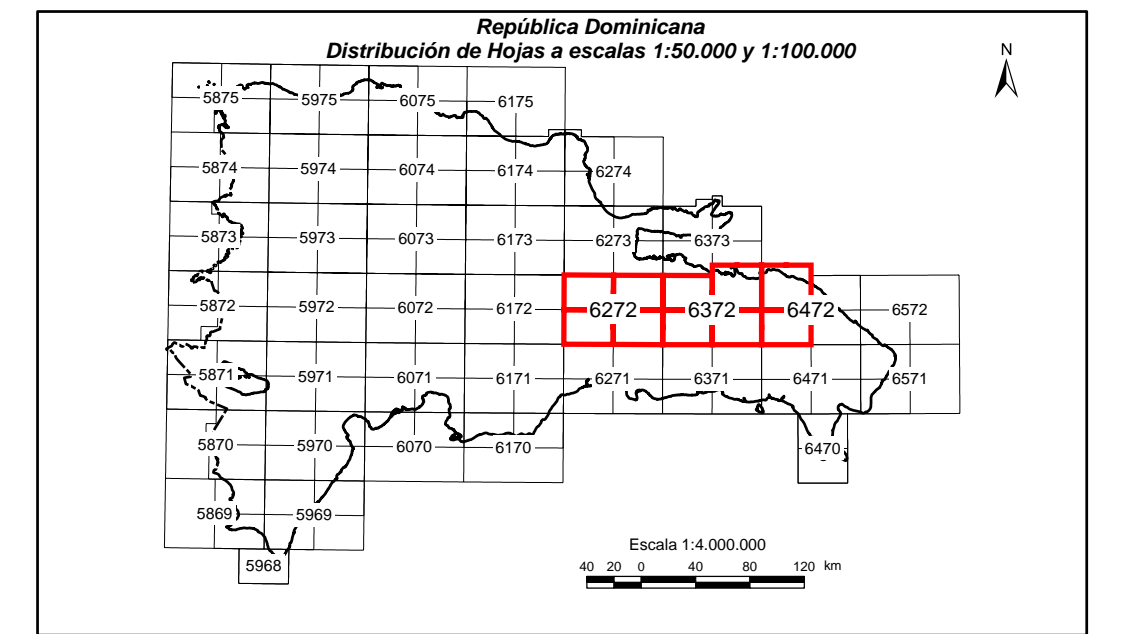 República Dominicana
Distribución de Hojas a escalas 1:50.000 y 1:100.000
N
5875 5975 6075 6175
5874 5974 6074 6174 6274
5873 5973 6073 6173 6273 6373
5872 5972 6072 6172 6272 6372 6472 6572
5871 5971 6071 6171 6271 6371 6471 6571
5870 5970 6070 6170 6470
5869 5969
5968
Escala 1:4.000.000
40 20 0 40 80 120 km